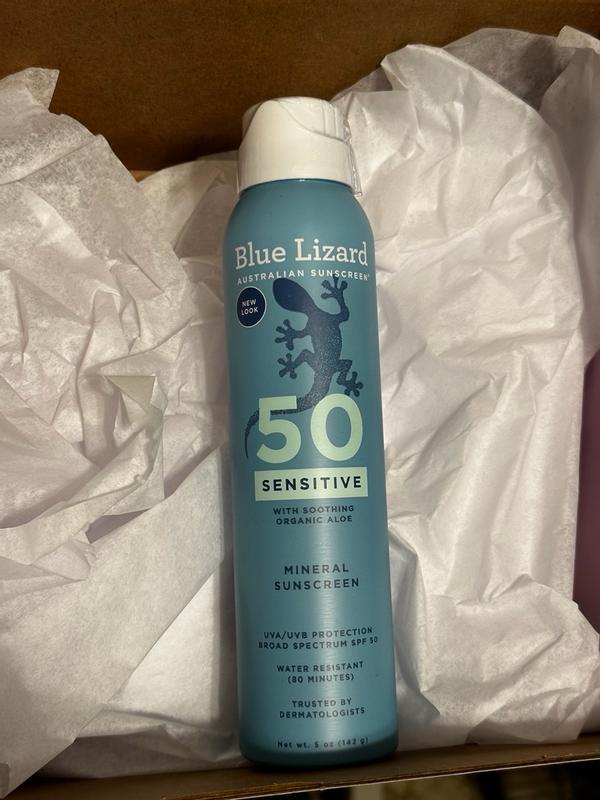 Blue Lizard
AUSTRALIAN SUNSCREEN®
NEW
LOOK
50
SENSITIVE
WITH SOOTHING
ORGANIC ALOE
MINERAL
SUNSCREEN
UVA/UVB PROTECTION
BROAD SPECTRUM SPF 50
WATER RESISTANT
(80 MINUTES)
TRUSTED BY
DERMATOLOGISTS
Net wt. 5 oz (142 g)